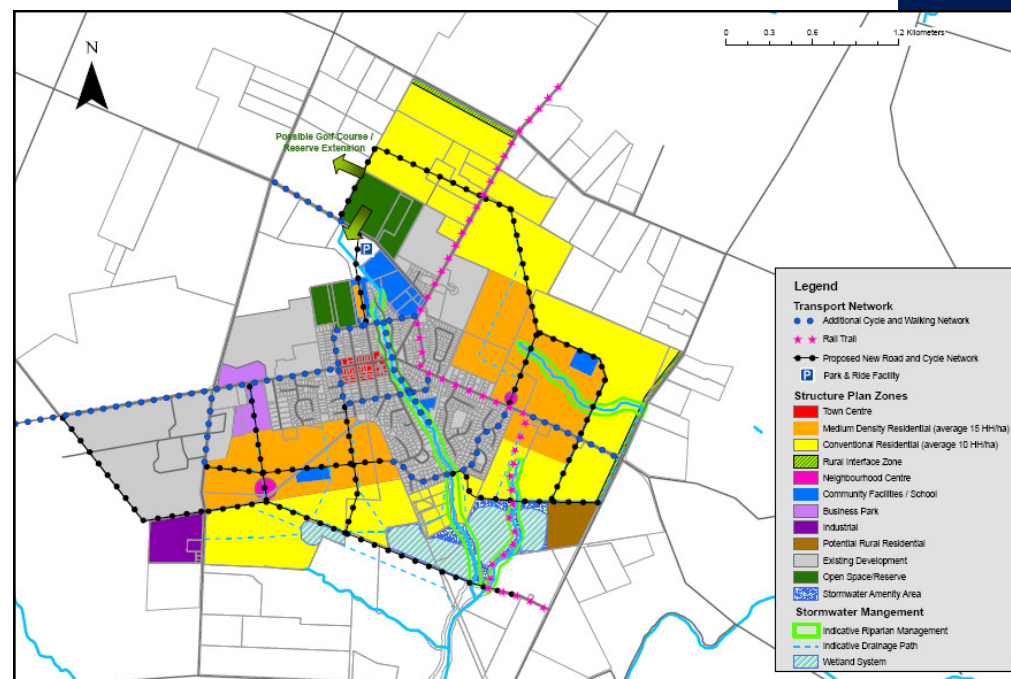 0 0.3 0.6 1.2 Kilometers
N
Possible Golf Course /
Reserve Extension
P
Legend
Transport Network
Additional Cycle and Walking Network
Rail Trail
Proposed New Road and Cycle Network
P Park & Ride Facility
Structure Plan Zones
Town Centre
Medium Density Residential (average 15 HH/ha)
Conventional Residential (average 10 HH/ha)
Rural Interface Zone
Neighbourhood Centre
Community Facilities / School
Business Park
Industrial
Potential Rural Residential
Existing Development
Open Space/Reserve
Stormwater Amenity Area
Stormwater Mangement
Indicative Riparian Management
Indicative Drainage Path
Wetland System